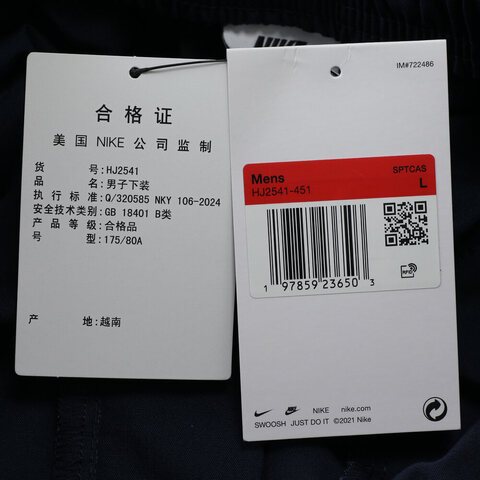 合格证
美国 NIKE 公司监制
货号:HJ2541
品名:男子下装
执行标准:Q/320585 NKY 106-2024
安全技术类别:GB 18401 B类
产品等级:合格品
号型:175/80A
产地:越南
NIKE
IM#722486
Mens SPTCAS
HJ2541-451 L
RFID
1 97859 23650 3
NIKE nike.com
SWOOSH JUST DO IT ©2021 Nike